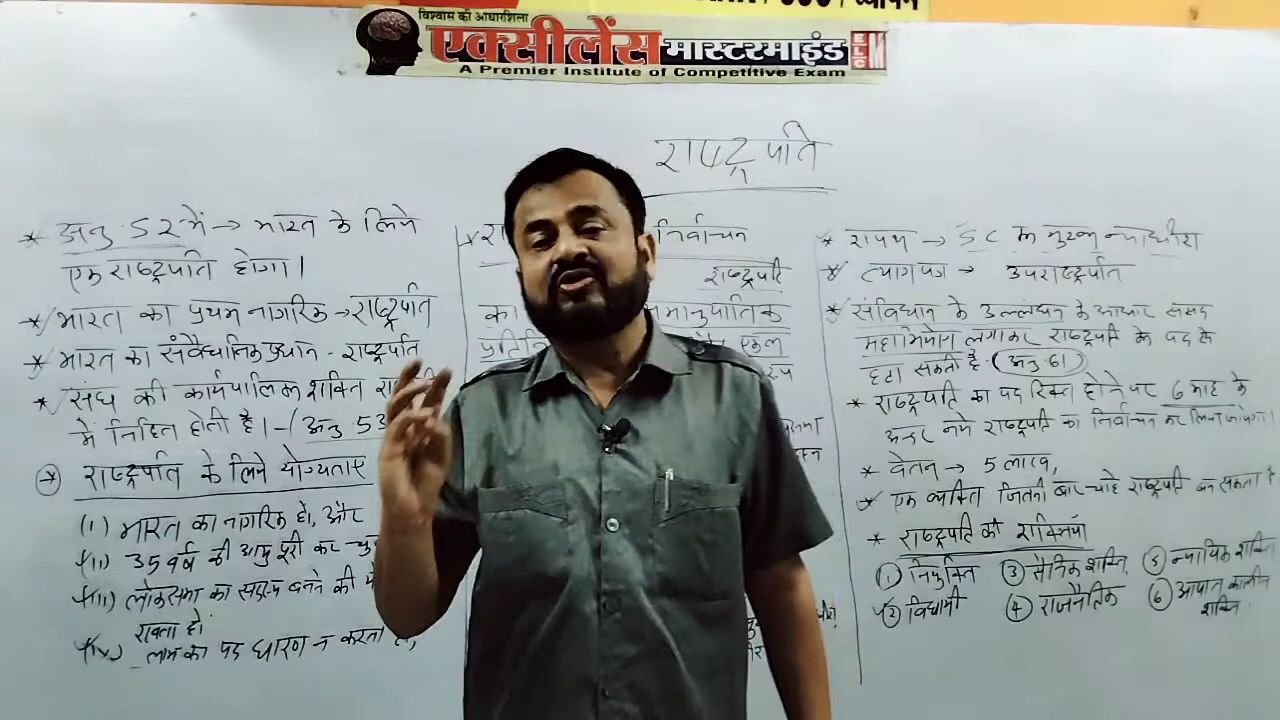 विश्वास की आधारशिला
एक्सीलेंस मास्टरमाइंड
ELC
A Premier Institute of Competitive Exam
राष्ट्रपति
* अनु. 52 में → भारत के लिये
एक राष्ट्रपति होगा।
* भारत का प्रथम नागरिक → राष्ट्रपति
* भारत का संवैधानिक प्रधान - राष्ट्रपति
* संघ की कार्यपालिका शक्ति
में निहित होती है। - (अनु. 53
* राष्ट्रपति के लिये योग्यताएं
(i) भारत का नागरिक हो, और
(ii) 35 वर्ष की आयु पूरी कर
(iii) लोकसभा का सदस्य बनने की
रखता हो।
(iv) लाभ का पद धारण न करता
निर्वाचन
राष्ट्रपति
का
एकल
* शपथ → SC का मुख्य न्यायाधीश
* त्यागपत्र → उपराष्ट्रपति
* संविधान के उल्लंघन के आधार संसद
महाभियोग लगाकर राष्ट्रपति के पद से
हटा सकती है - (अनु 61)
* राष्ट्रपति का पद रिक्त होने पर 6 माह के
अन्दर नये राष्ट्रपति का निर्वाचन कर लिया जायेगा।
* वेतन → 5 लाख,
* एक व्यक्ति जितनी बार चाहे राष्ट्रपति बन सकता है
* राष्ट्रपति की शक्तियाँ
① नियुक्ति ③ सैनिक शक्ति, ⑤ न्यायिक शक्ति
② विधायी ④ राजनैतिक ⑥ आपात कालीन
शक्ति